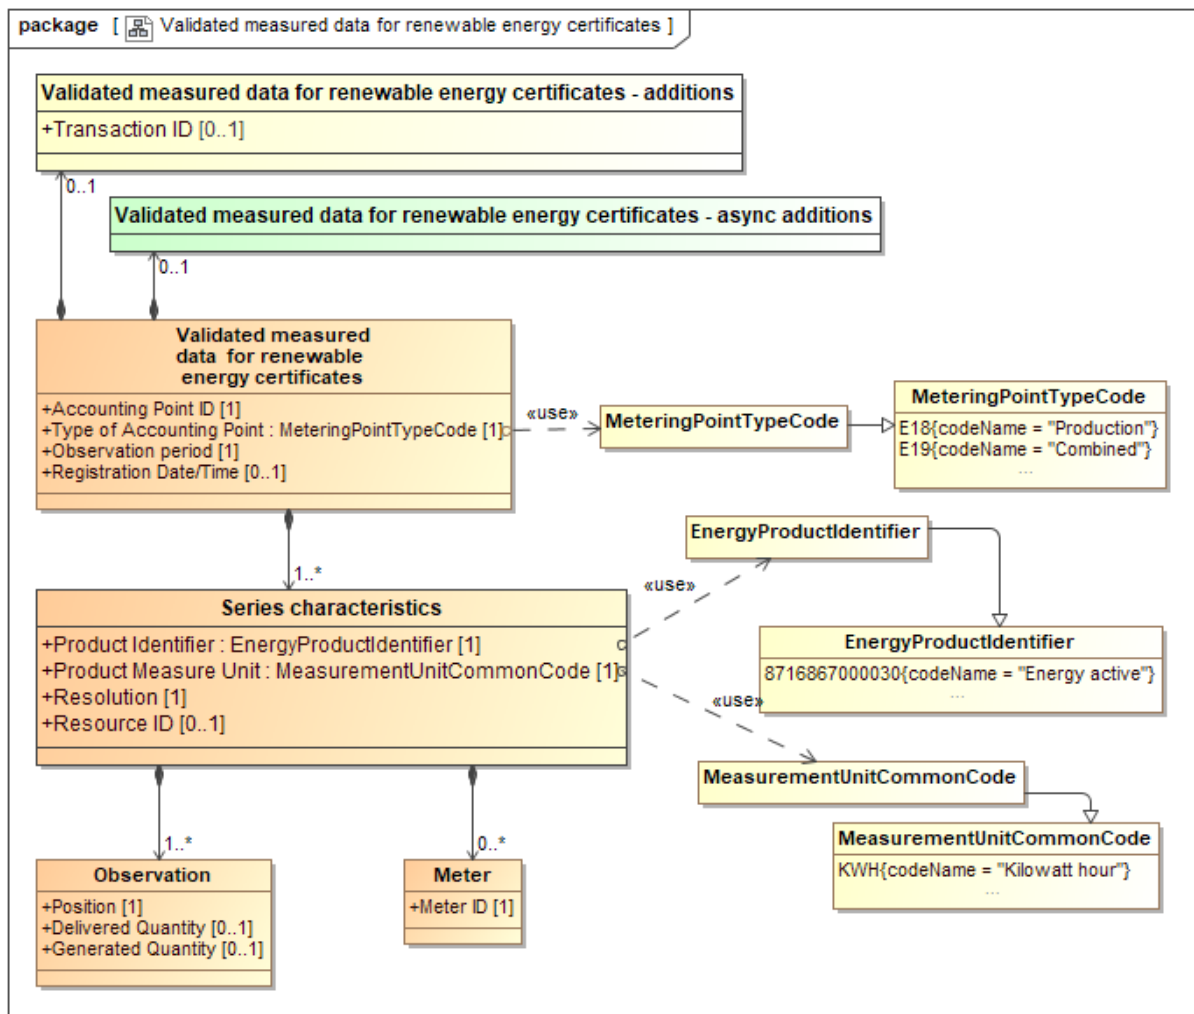 package [ Validated measured data for renewable energy certificates ]
Validated measured data for renewable energy certificates - additions
+Transaction ID [0..1]
0..1
Validated measured data for renewable energy certificates - async additions
0..1
Validated measured
data for renewable
energy certificates
+Accounting Point ID [1]
+Type of Accounting Point : MeteringPointTypeCode [1]
+Observation period [1]
+Registration Date/Time [0..1]
«use»
MeteringPointTypeCode
MeteringPointTypeCode
E18{codeName = "Production"}
E19{codeName = "Combined"}
...
1..*
Series characteristics
+Product Identifier : EnergyProductIdentifier [1]
+Product Measure Unit : MeasurementUnitCommonCode [1]
+Resolution [1]
+Resource ID [0..1]
«use»
EnergyProductIdentifier
EnergyProductIdentifier
8716867000030{codeName = "Energy active"}
...
«use»
MeasurementUnitCommonCode
MeasurementUnitCommonCode
KWH{codeName = "Kilowatt hour"}
...
1..*
Observation
+Position [1]
+Delivered Quantity [0..1]
+Generated Quantity [0..1]
0..*
Meter
+Meter ID [1]